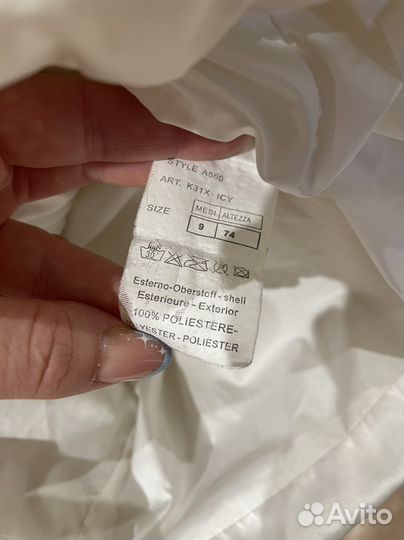 STYLE A560
ART. K31X ICY
SIZE
MESI ALTEZZA
9 74
30°
Esterno-Oberstoff-shell
Esterieure - Exterior
100% POLIESTERE-
YESTER - POLIESTER
Avito